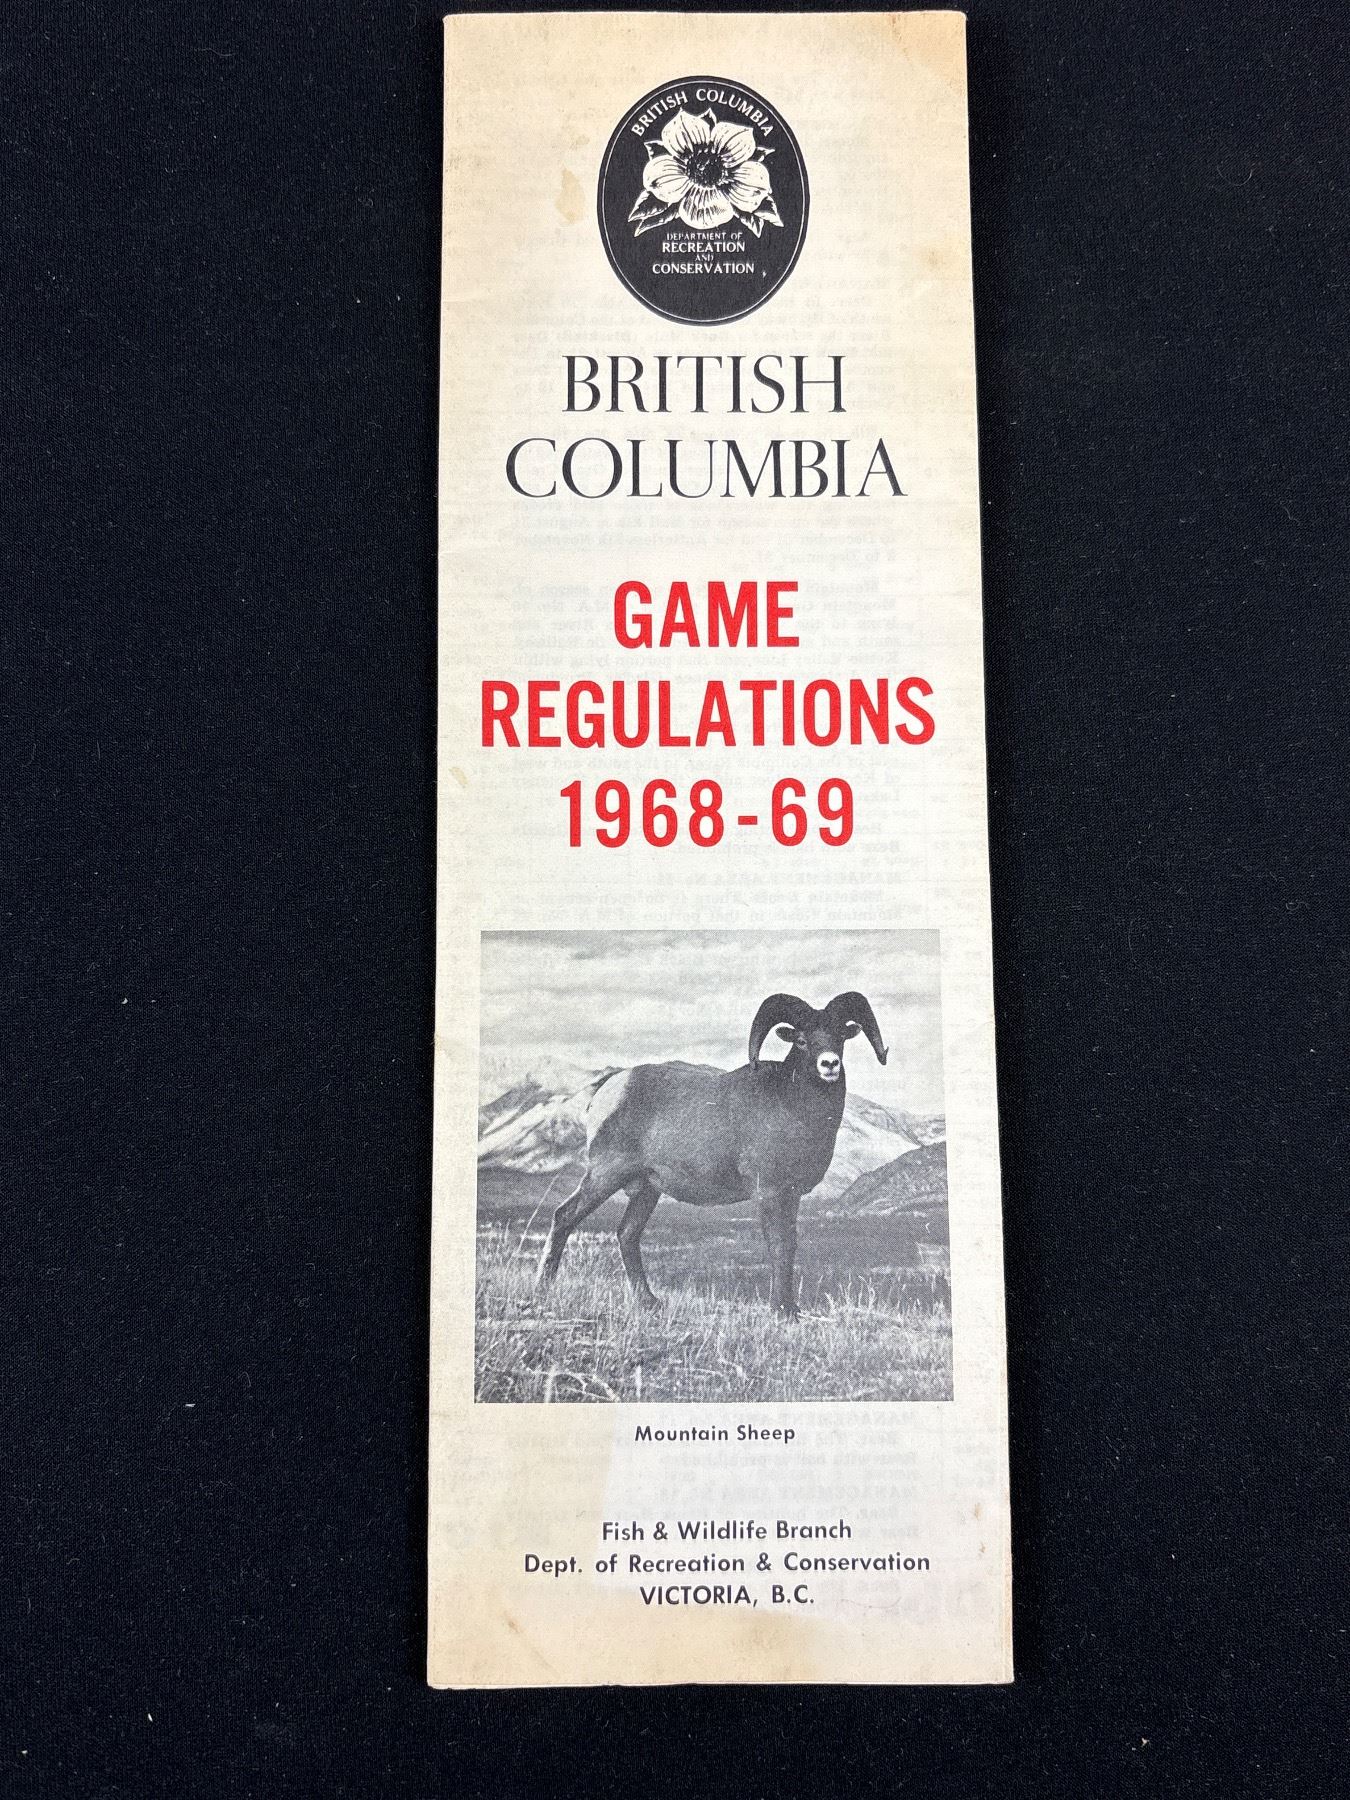 BRITISH COLUMBIA
DEPARTMENT OF
RECREATION
AND
CONSERVATION
BRITISH
COLUMBIA
GAME
REGULATIONS
1968-69
Mountain Sheep
Fish & Wildlife Branch
Dept. of Recreation & Conservation
VICTORIA, B.C.